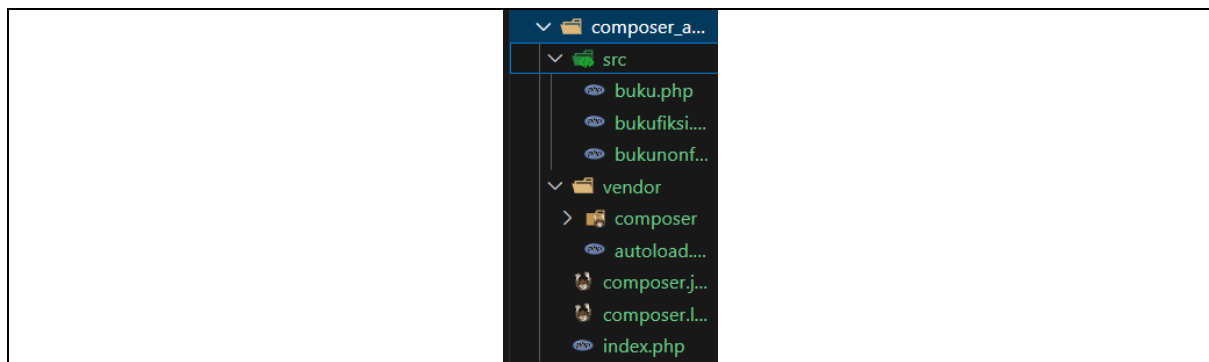 composer_a...
src
buku.php
bukufiksi....
bukunonf...
vendor
composer
autoload....
composer.j...
composer.l...
index.php